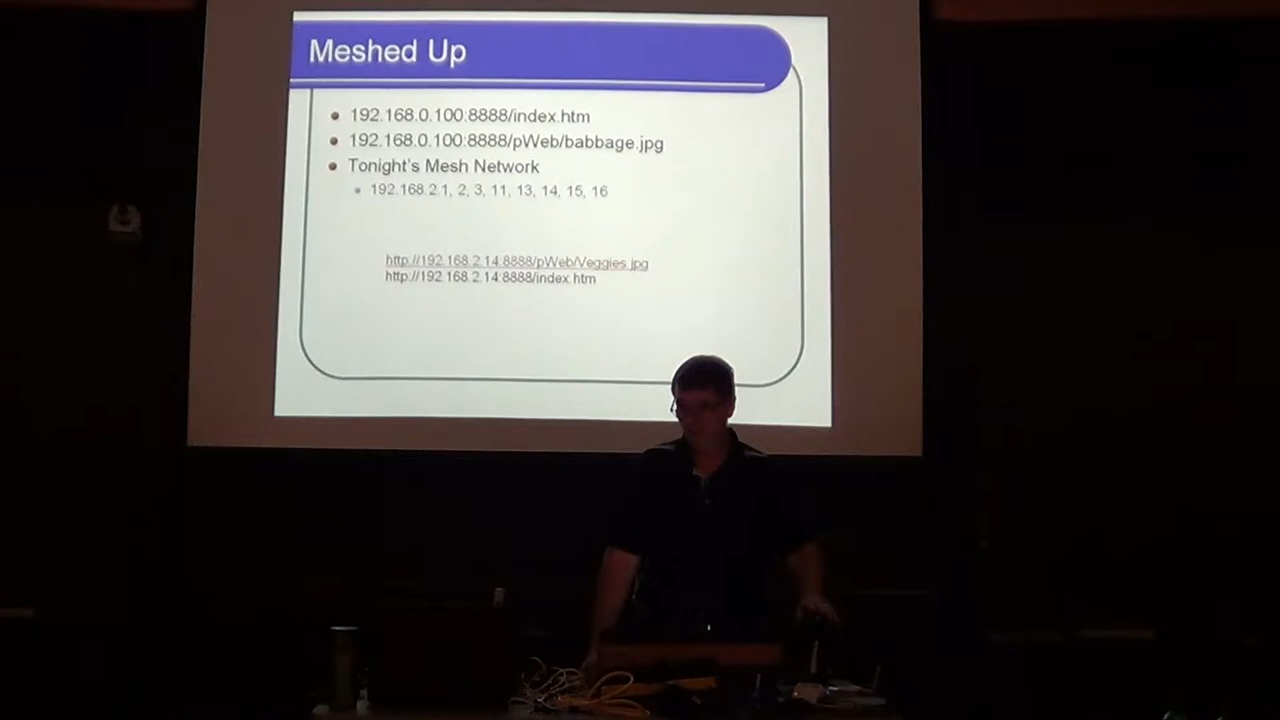 Meshed Up
192.168.0.100:8888/index.htm
192.168.0.100:8888/pWeb/babbage.jpg
Tonight's Mesh Network
192.168.2.1, 2, 3, 11, 13, 14, 15, 16
http://192.168.2.14:8888/pWeb/Veggies.jpg
http://192.168.2.14:8888/index.htm